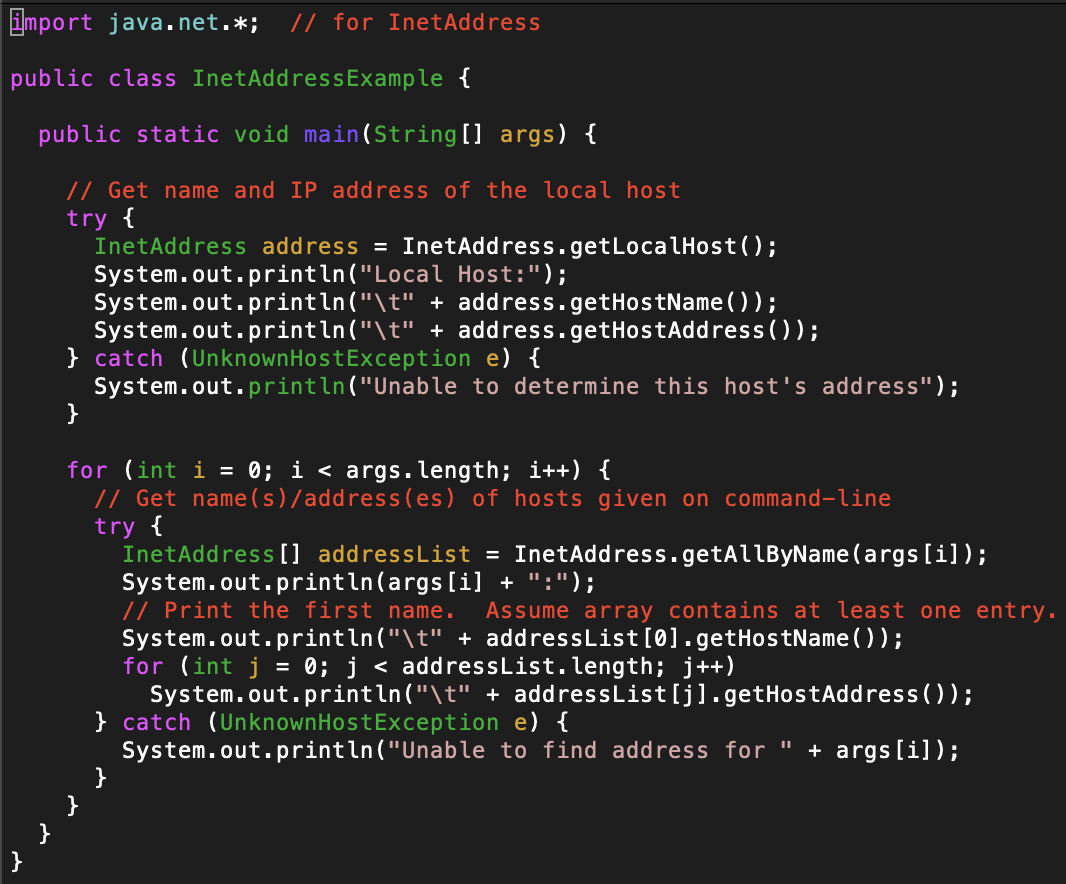 import java.net.*;  // for InetAddress

public class InetAddressExample {

  public static void main(String[] args) {

    // Get name and IP address of the local host
    try {
      InetAddress address = InetAddress.getLocalHost();
      System.out.println("Local Host:");
      System.out.println("\t" + address.getHostName());
      System.out.println("\t" + address.getHostAddress());
    } catch (UnknownHostException e) {
      System.out.println("Unable to determine this host's address");
    }

    for (int i = 0; i < args.length; i++) {
      // Get name(s)/address(es) of hosts given on command-line
      try {
        InetAddress[] addressList = InetAddress.getAllByName(args[i]);
        System.out.println(args[i] + ":");
        // Print the first name.  Assume array contains at least one entry.
        System.out.println("\t" + addressList[0].getHostName());
        for (int j = 0; j < addressList.length; j++)
          System.out.println("\t" + addressList[j].getHostAddress());
      } catch (UnknownHostException e) {
        System.out.println("Unable to find address for " + args[i]);
      }
    }
  }
}